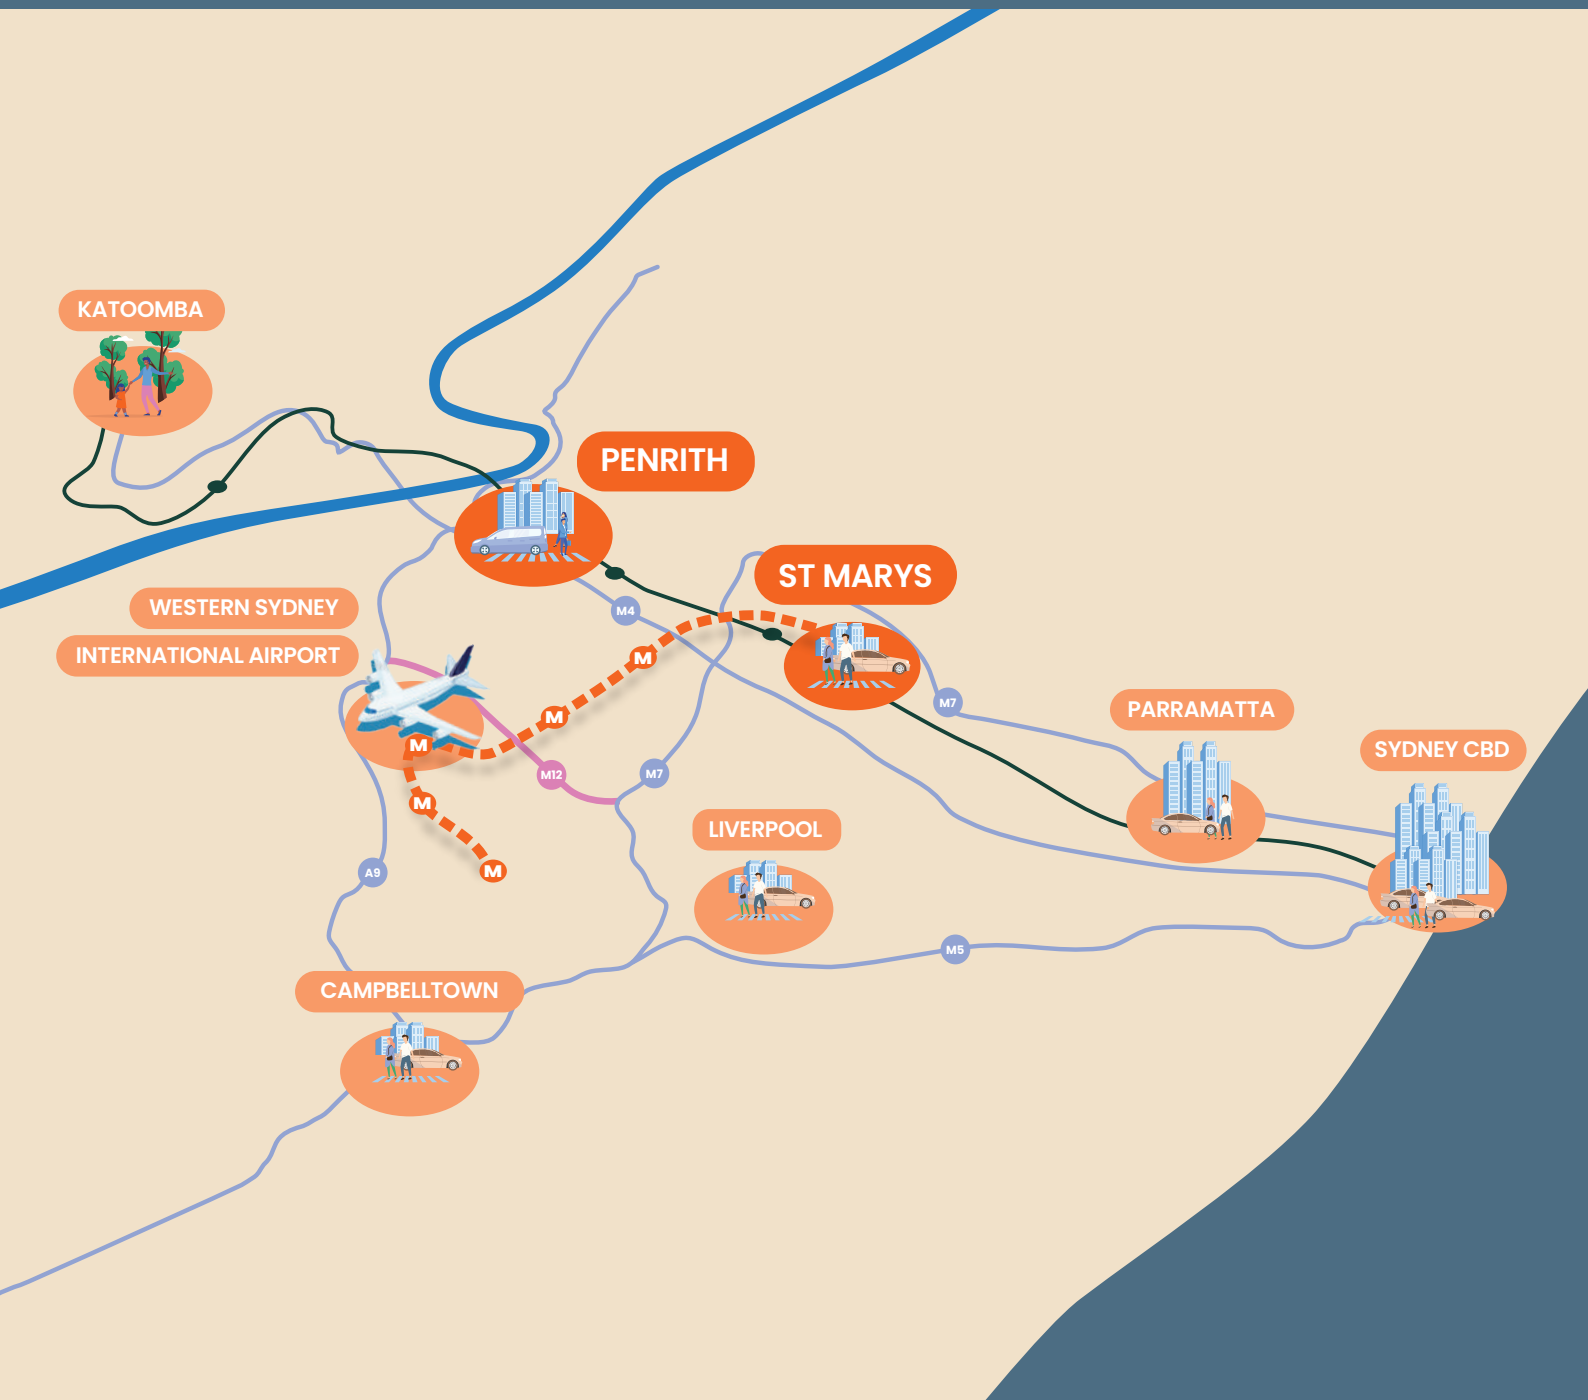 KATOOMBA
PENRITH
WESTERN SYDNEY
INTERNATIONAL AIRPORT
ST MARYS
M4
M
M
M
M
M
M7
M12
M7
PARRAMATTA
SYDNEY CBD
LIVERPOOL
A9
M5
CAMPBELLTOWN